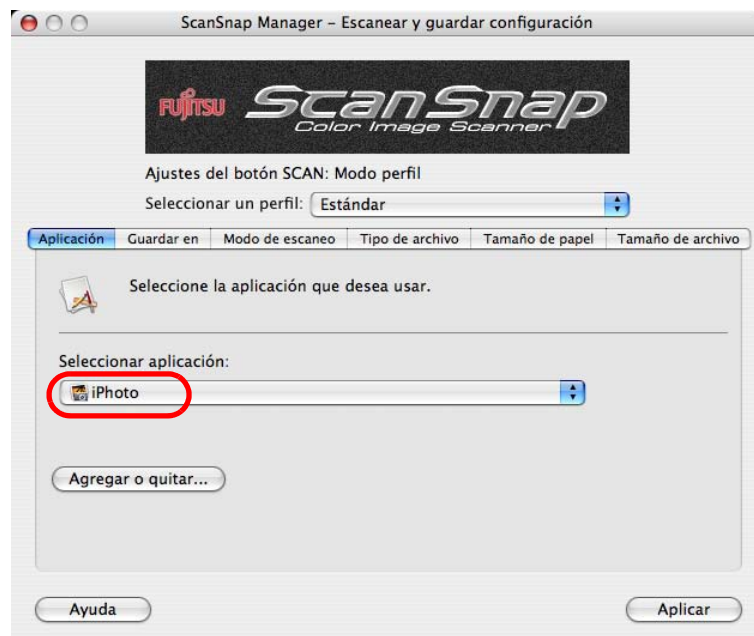 ScanSnap Manager – Escanear y guardar configuración
FUJITSU ScanSnap
Color Image Scanner
Ajustes del botón SCAN: Modo perfil
Seleccionar un perfil: Estándar
Aplicación Guardar en Modo de escaneo Tipo de archivo Tamaño de papel Tamaño de archivo
Seleccione la aplicación que desea usar.
Seleccionar aplicación:
iPhoto
Agregar o quitar...
Ayuda Aplicar